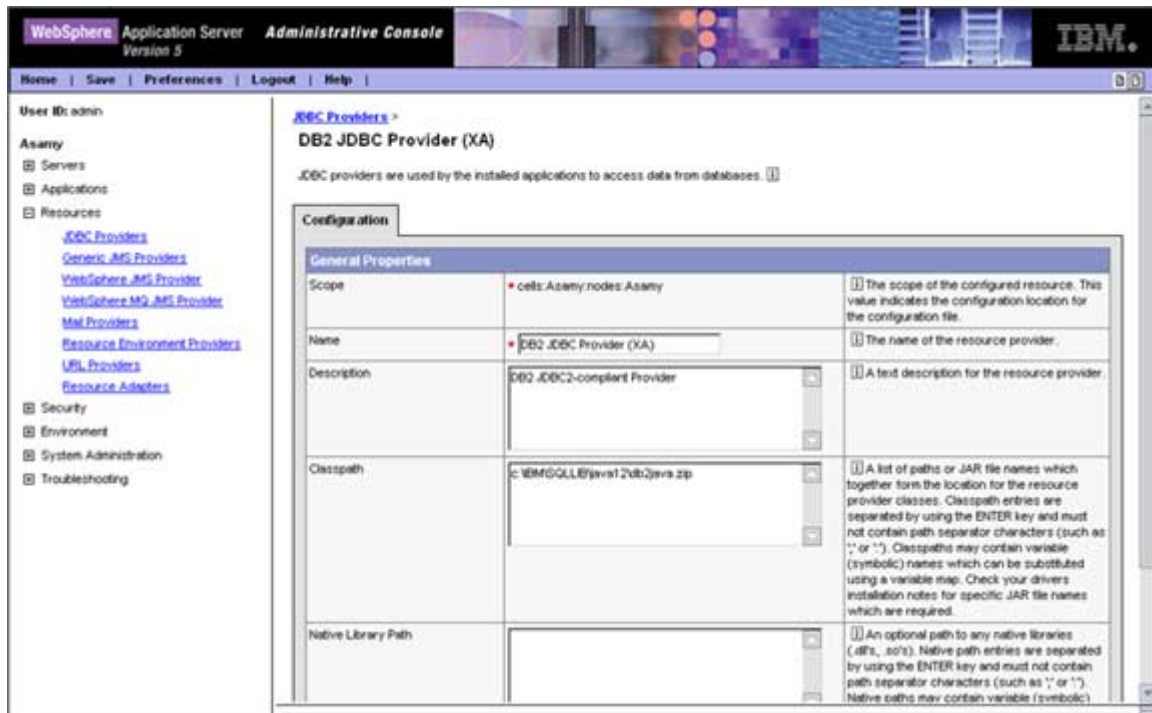 WebSphere Application Server Administrative Console
Version 5
IBM.
Home | Save | Preferences | Logout | Help |
User ID: admin
Asamy
Servers
Applications
Resources
JDBC Providers
Generic JMS Providers
WebSphere JMS Provider
WebSphere MQ JMS Provider
Mail Providers
Resource Environment Providers
URL Providers
Resource Adapters
Security
Environment
System Administration
Troubleshooting
JDBC Providers >
DB2 JDBC Provider (XA)
JDBC providers are used by the installed applications to access data from databases.
Configuration
General Properties
Scope
* cells:Asamy:nodes:Asamy
The scope of the configured resource. This
value indicates the configuration location for
the configuration file.
Name
* DB2 JDBC Provider (XA)
The name of the resource provider.
Description
DB2 JDBC2-compliant Provider
A text description for the resource provider.
Classpath
c:\IBM\SQLLIB\java12\db2java.zip
A list of paths or JAR file names which
together form the location for the resource
provider classes. Classpath entries are
separated by using the ENTER key and must
not contain path separator characters (such as
';' or ':'). Classpaths may contain variable
(symbolic) names which can be substituted
using a variable map. Check your drivers
installation notes for specific JAR file names
which are required.
Native Library Path
An optional path to any native libraries
(.dll's, .so's). Native path entries are separated
by using the ENTER key and must not contain
path separator characters (such as ';' or ':').
Native paths may contain variable (symbolic)